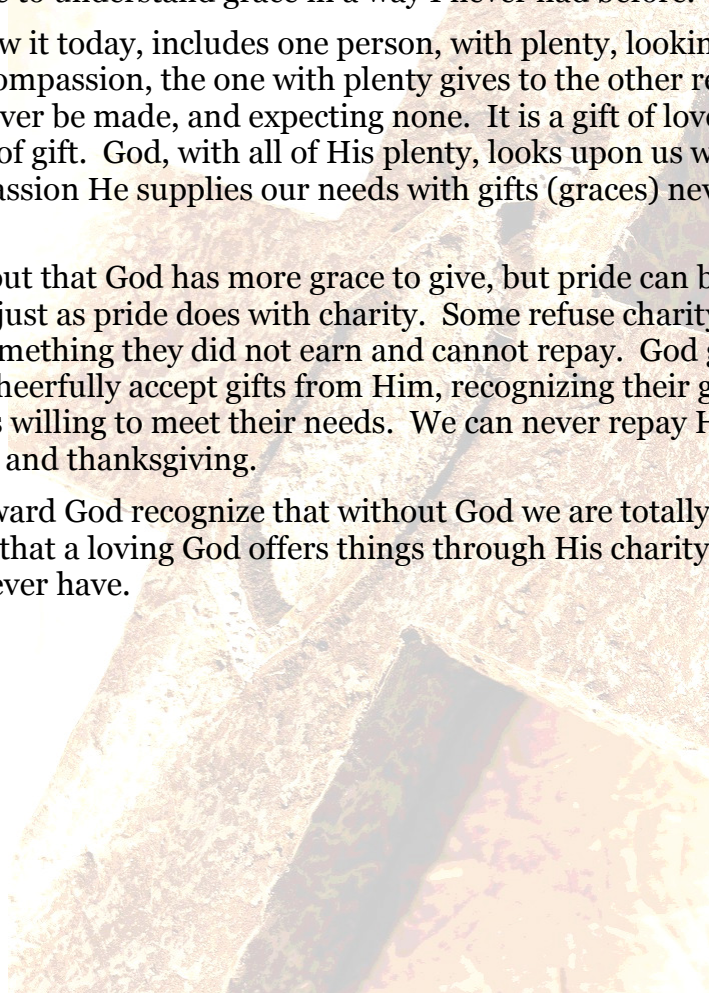 to understand grace in a way I never had before.
w it today, includes one person, with plenty, lookin
ompassion, the one with plenty gives to the other re
ver be made, and expecting none. It is a gift of love
of gift. God, with all of His plenty, looks upon us w
assion He supplies our needs with gifts (graces) nev
out that God has more grace to give, but pride can b
just as pride does with charity. Some refuse charity
mething they did not earn and cannot repay. God g
heerfully accept gifts from Him, recognizing their g
s willing to meet their needs. We can never repay H
and thanksgiving.
ward God recognize that without God we are totally
that a loving God offers things through His charity
ever have.